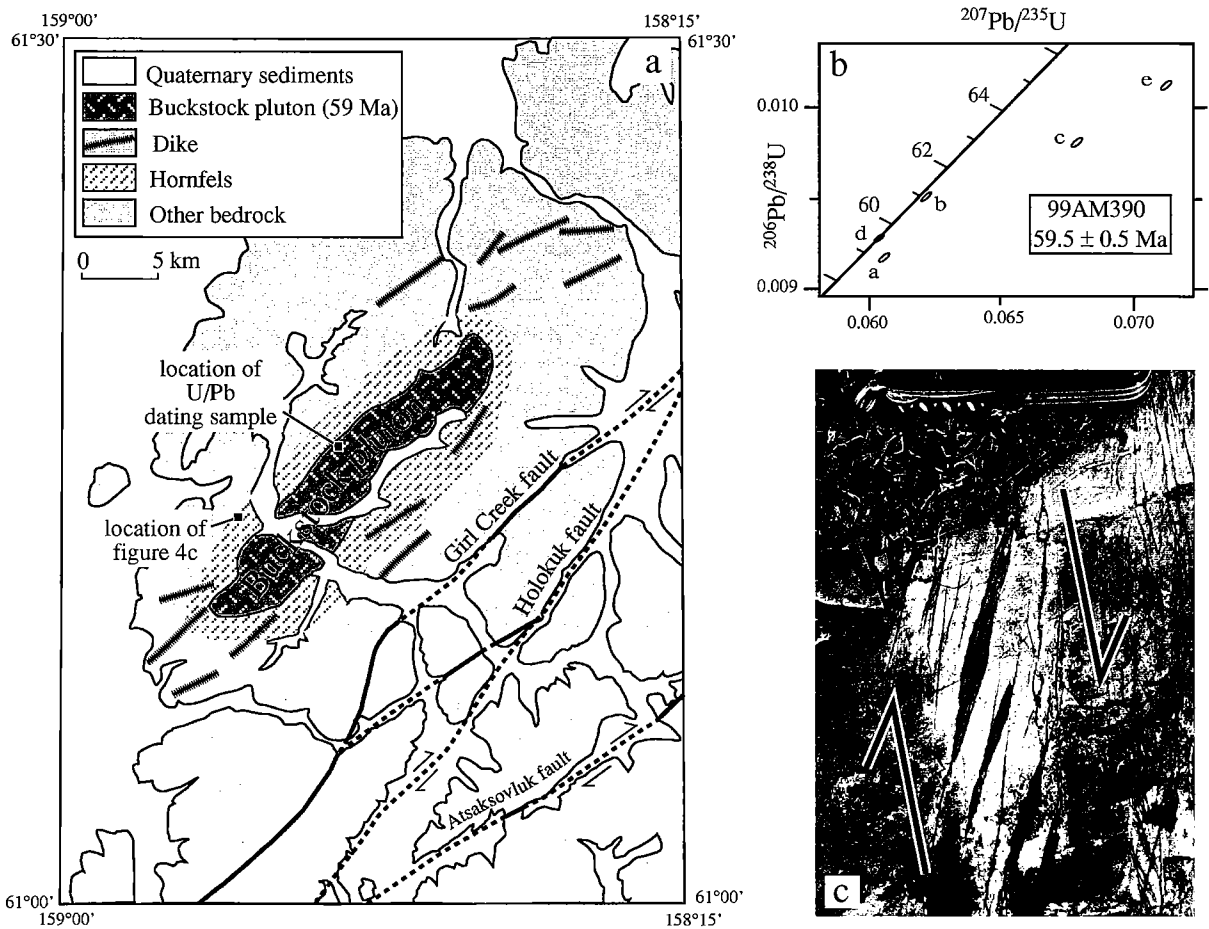 159°00'
158°15'
61°30'
61°30'
a
Quaternary sediments
Buckstock pluton (59 Ma)
Dike
Hornfels
Other bedrock
0 5 km
location of
U/Pb
dating sample
Buckstock pluton
location of
figure 4c
Girl Creek fault
Holokuk fault
Atsaksovluk fault
61°00'
61°00'
159°00'
158°15'
207Pb/235U
b
e
64
0.010
c
62
206Pb/238U
b
60
99AM390
59.5 ± 0.5 Ma
d
a
0.009
0.060
0.065
0.070
c